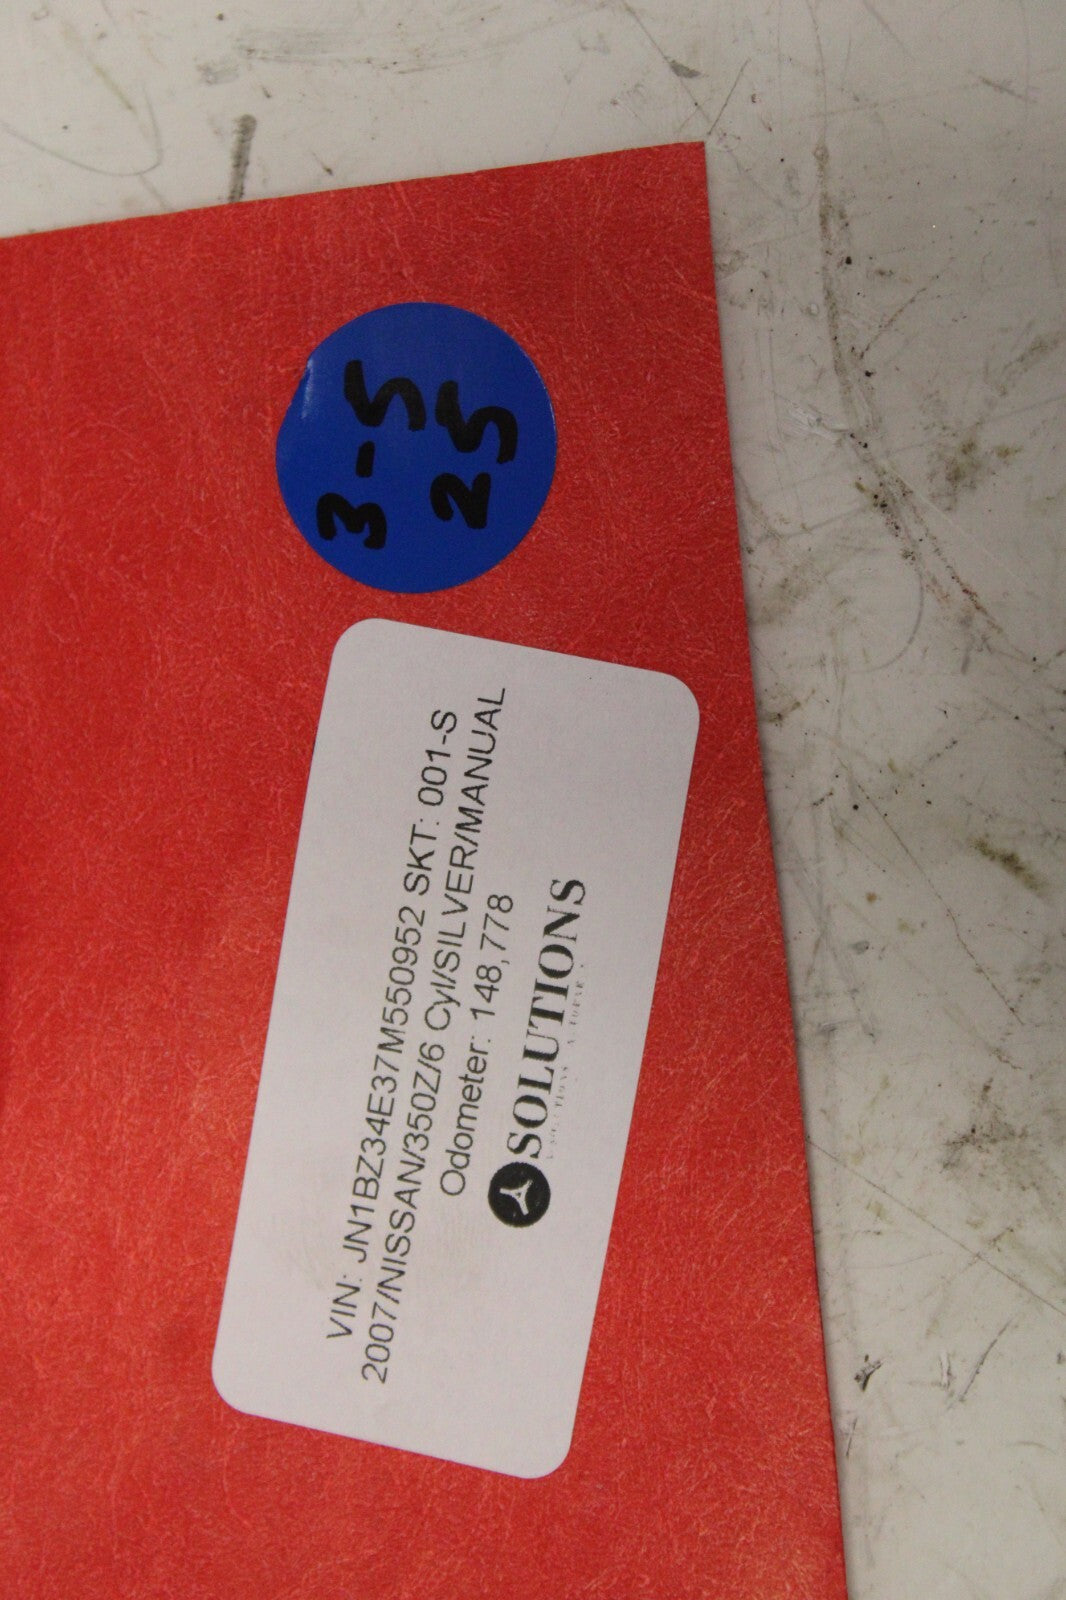 3-5
25
VIN: JN1BZ34E37M550952 SKT: 001-S
2007/NISSAN/350Z/6 Cyl/SILVER/MANUAL
Odometer: 148,778
SOLUTIONS